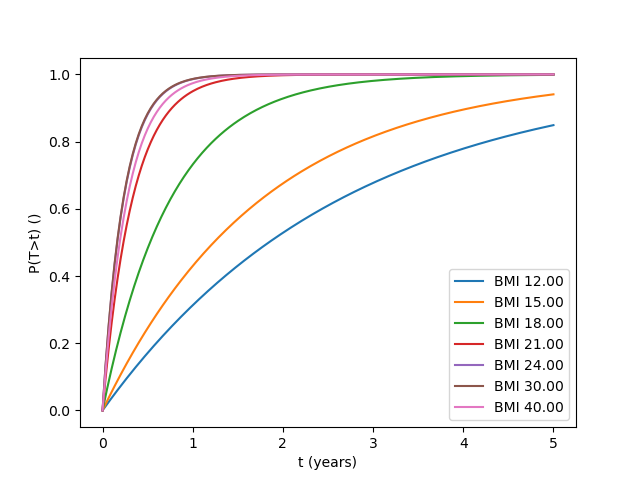 1.0
0.8
0.6
0.4
0.2
0.0
P(T>t) ()
BMI 12.00
BMI 15.00
BMI 18.00
BMI 21.00
BMI 24.00
BMI 30.00
BMI 40.00
0 1 2 3 4 5
t (years)